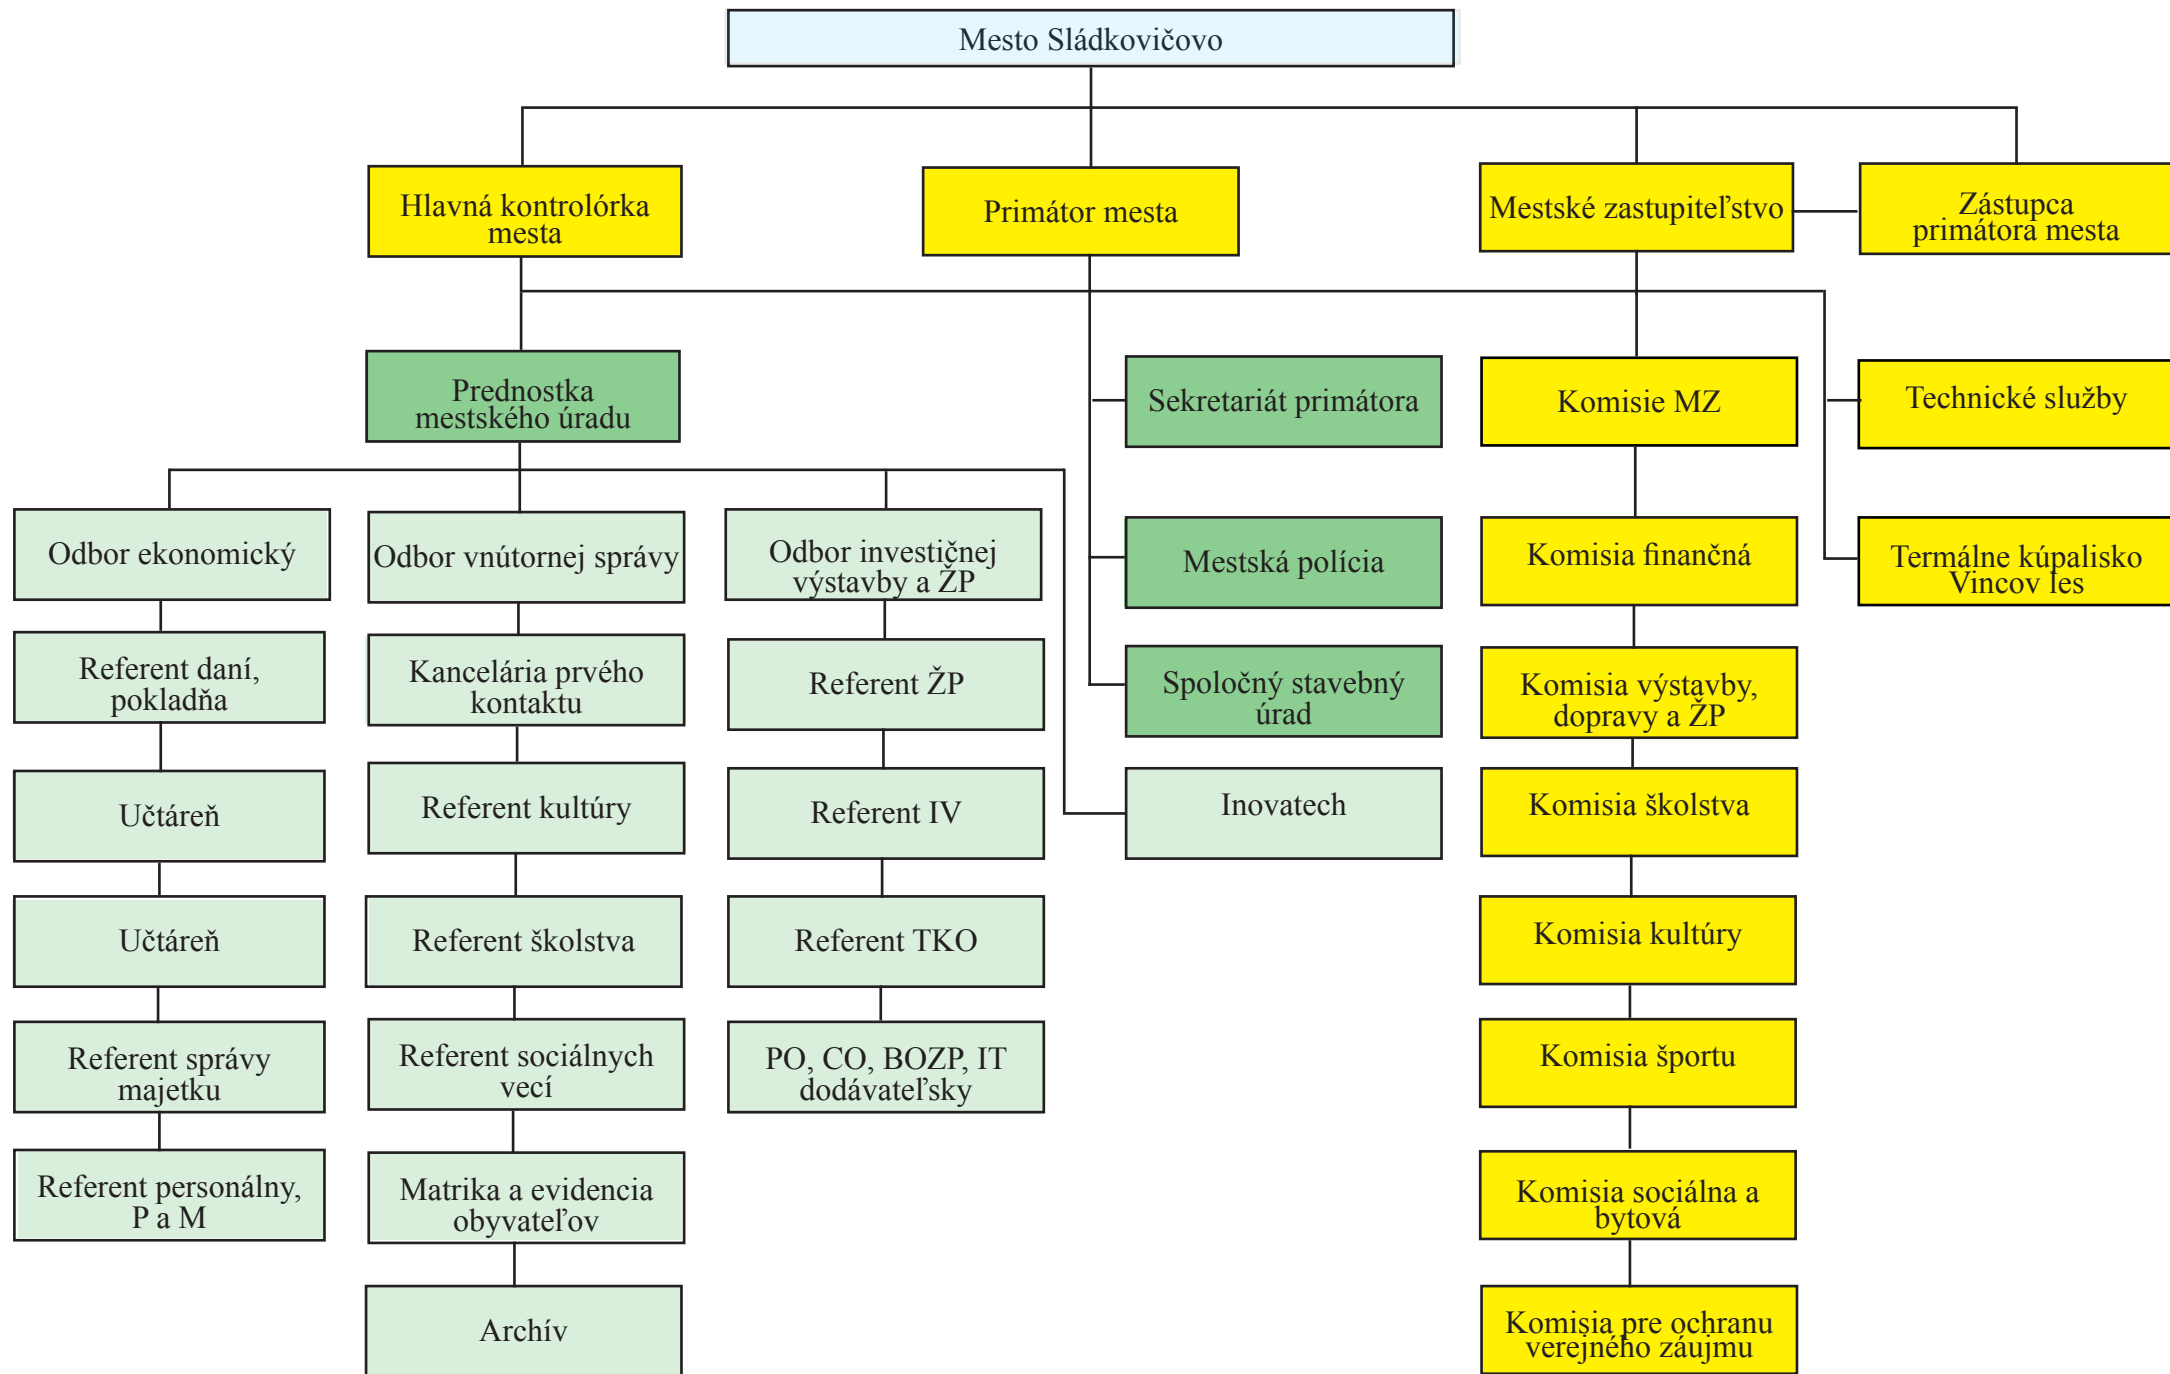 Mesto Sládkovičovo
Hlavná kontrolórka
mesta
Primátor mesta
Mestské zastupiteľstvo
Zástupca
primátora mesta
Prednostka
mestského úradu
Sekretariát primátora
Komisie MZ
Technické služby
Odbor ekonomický
Odbor vnútornej správy
Odbor investičnej
výstavby a ŽP
Mestská polícia
Komisia finančná
Termálne kúpalisko
Vincov les
Referent daní,
pokladňa
Kancelária prvého
kontaktu
Referent ŽP
Spoločný stavebný
úrad
Komisia výstavby,
dopravy a ŽP
Učtáreň
Referent kultúry
Referent IV
Inovatech
Komisia školstva
Učtáreň
Referent školstva
Referent TKO
Komisia kultúry
Referent správy
majetku
Referent sociálnych
vecí
PO, CO, BOZP, IT
dodávateľsky
Komisia športu
Referent personálny,
P a M
Matrika a evidencia
obyvateľov
Komisia sociálna a
bytová
Archív
Komisia pre ochranu
verejného záujmu